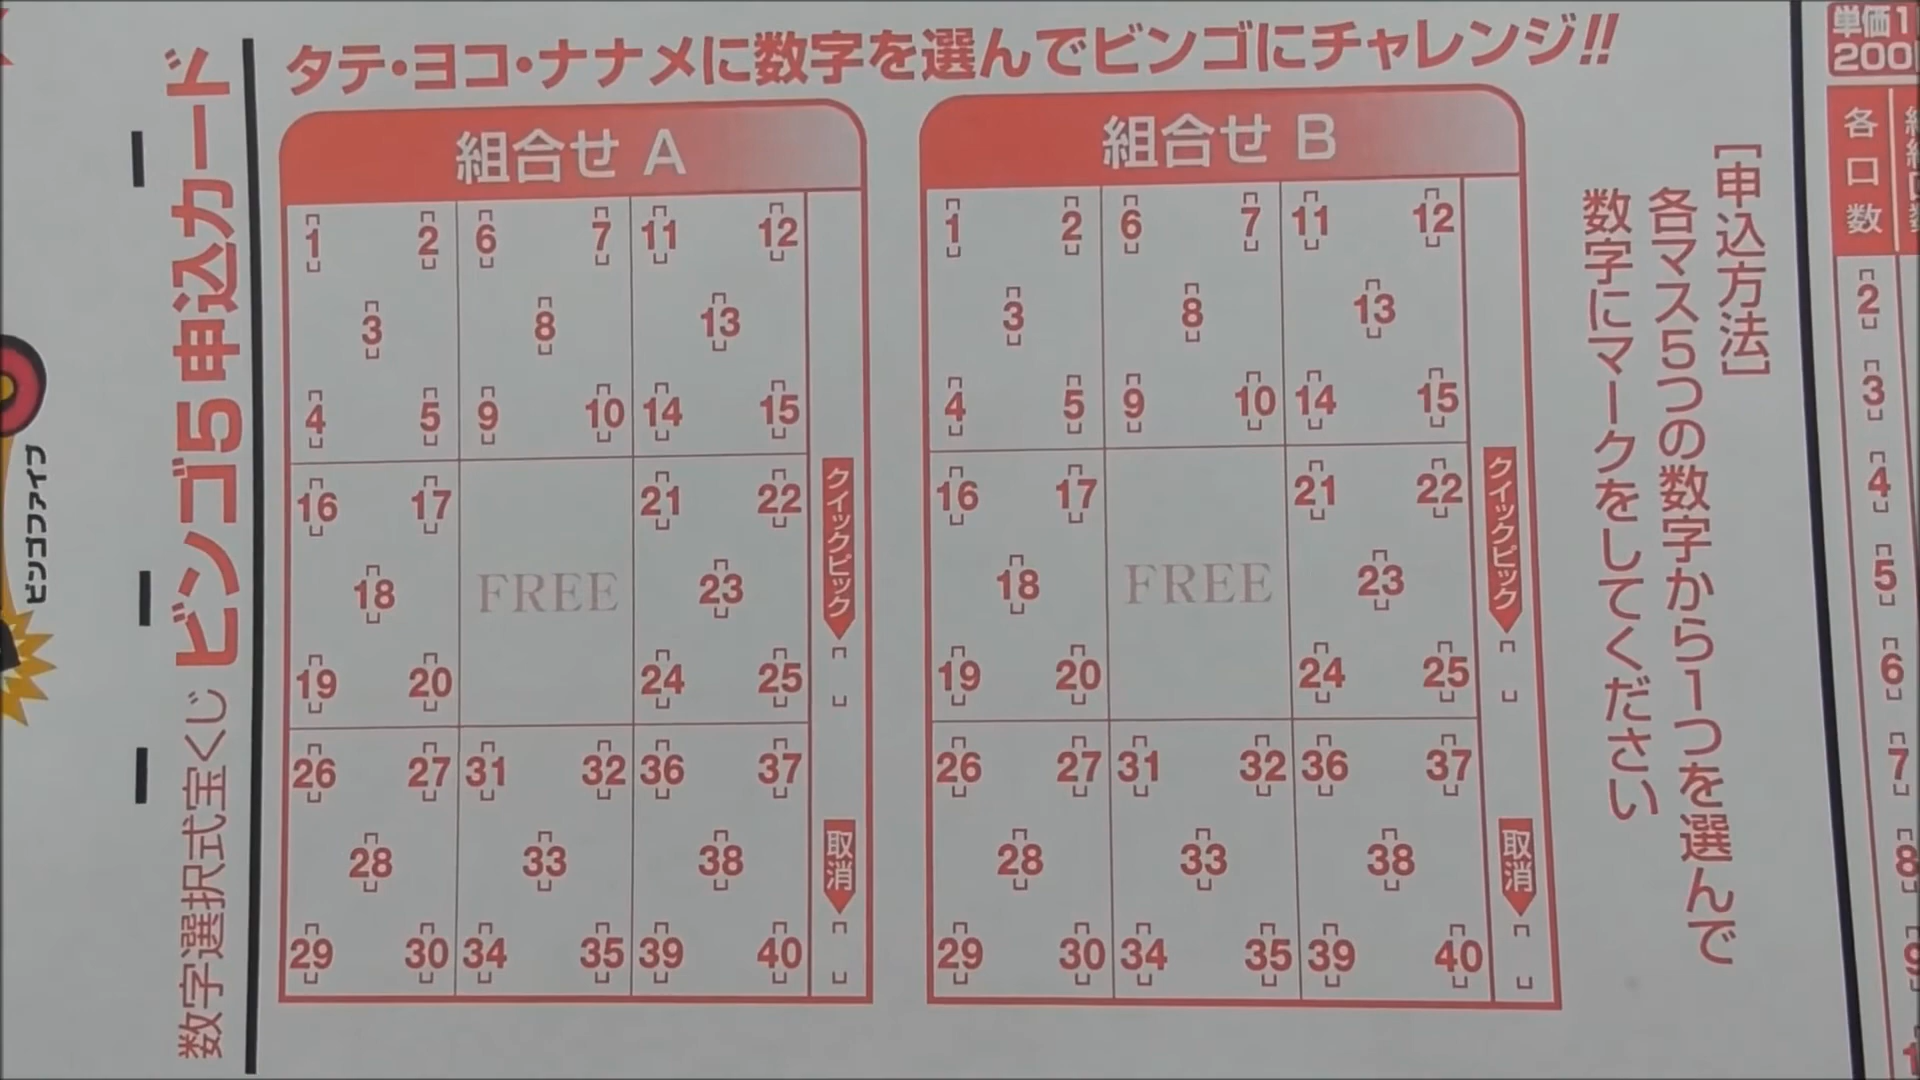 タテ・ヨコ・ナナメに数字を選んでビンゴにチャレンジ!!
数字選択式宝くじ ビンゴ5 申込カード
ビンゴファイブ
組合せ A
1 2 6 7 11 12
3 8 13
4 5 9 10 14 15
16 17 21 22
18 FREE 23
19 20 24 25
26 27 31 32 36 37
28 33 38
29 30 34 35 39 40
クイックピック
取消
組合せ B
1 2 6 7 11 12
3 8 13
4 5 9 10 14 15
16 17 21 22
18 FREE 23
19 20 24 25
26 27 31 32 36 37
28 33 38
29 30 34 35 39 40
クイックピック
取消
[申込方法]
各マス5つの数字から1つを選んで
数字にマークをしてください
単価1
200
各口数
2
3
4
5
6
7
8
9